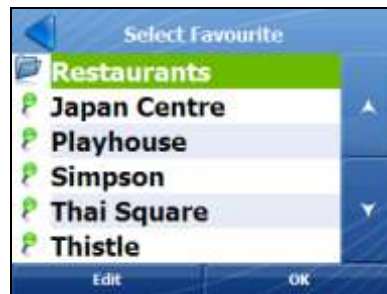 Select Favourite
Restaurants
Japan Centre
Playhouse
Simpson
Thai Square
Thistle
Edit OK